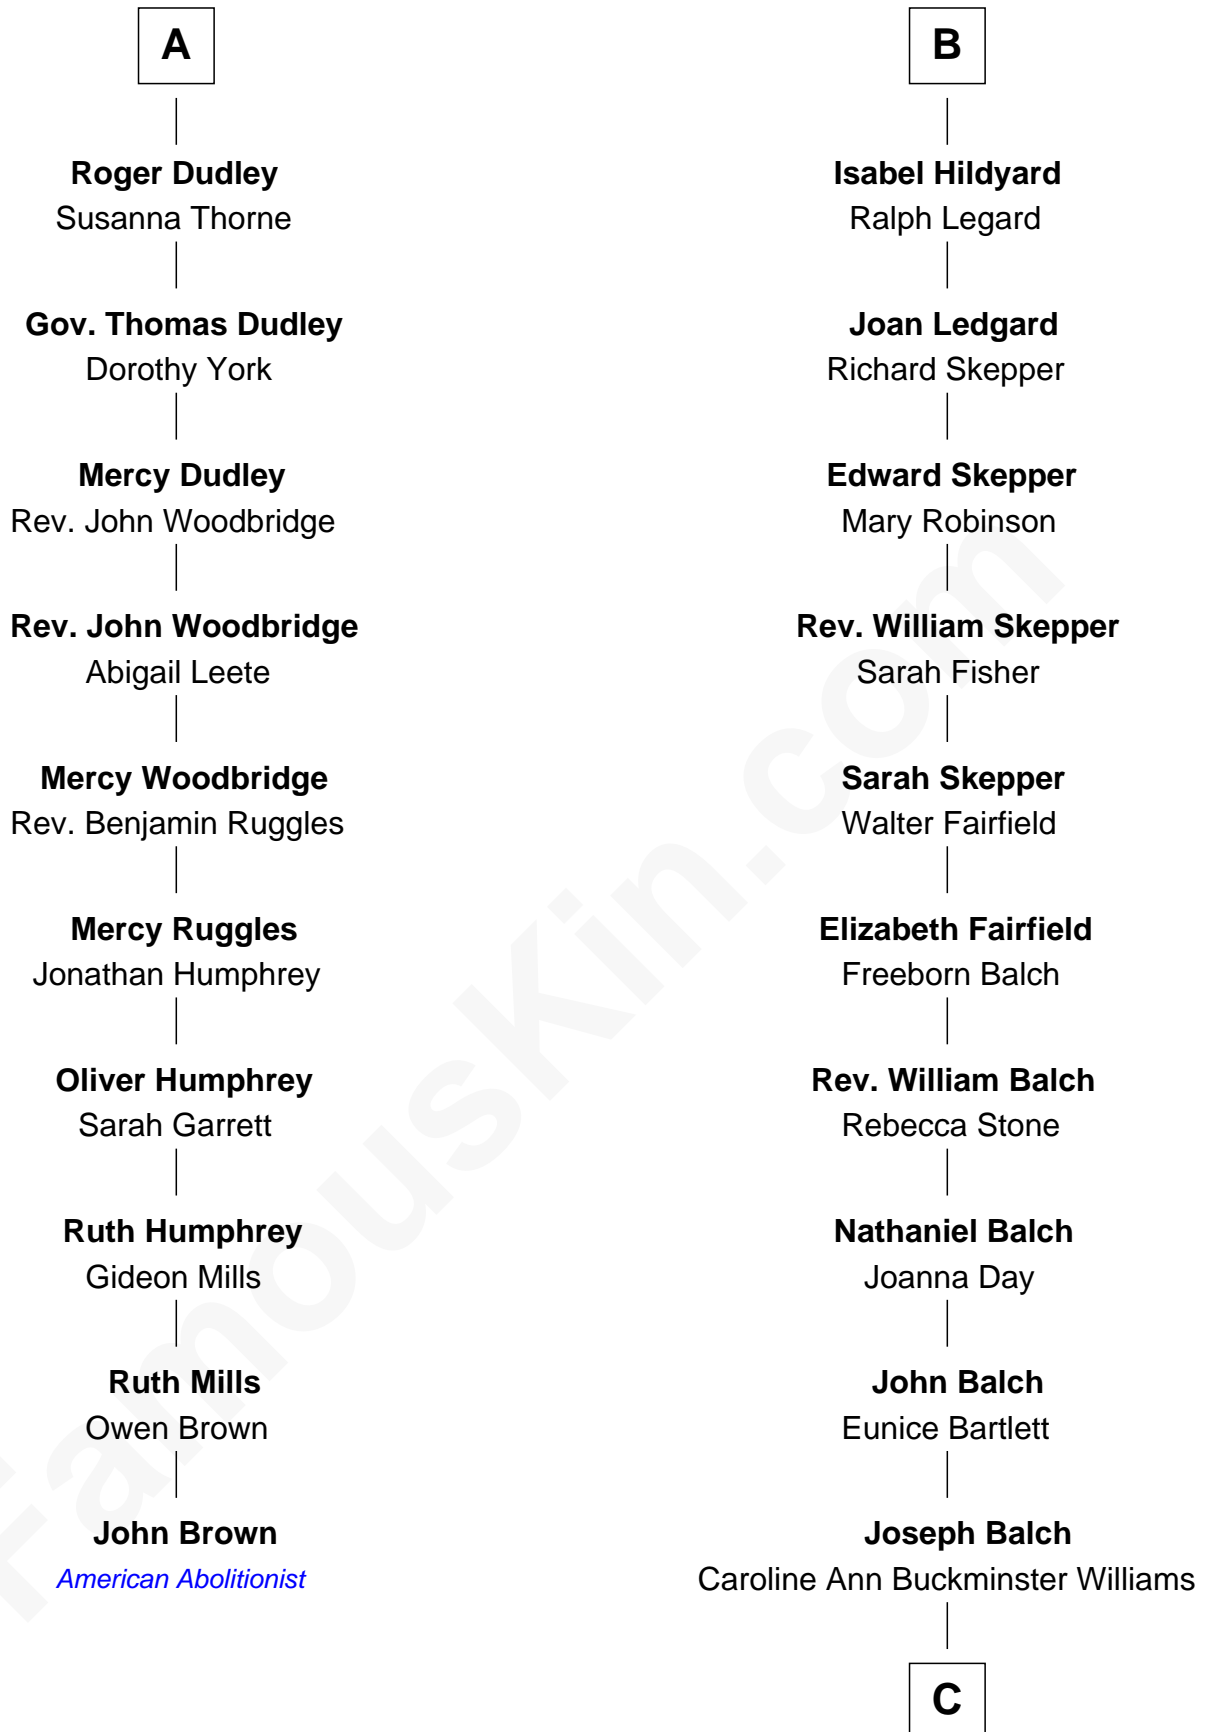 A
Roger Dudley
Susanna Thorne
Gov. Thomas Dudley
Dorothy York
Mercy Dudley
Rev. John Woodbridge
Rev. John Woodbridge
Abigail Leete
Mercy Woodbridge
Rev. Benjamin Ruggles
Mercy Ruggles
Jonathan Humphrey
Oliver Humphrey
Sarah Garrett
Ruth Humphrey
Gideon Mills
Ruth Mills
Owen Brown
John Brown
American Abolitionist
B
Isabel Hildyard
Ralph Legard
Joan Ledgard
Richard Skepper
Edward Skepper
Mary Robinson
Rev. William Skepper
Sarah Fisher
Sarah Skepper
Walter Fairfield
Elizabeth Fairfield
Freeborn Balch
Rev. William Balch
Rebecca Stone
Nathaniel Balch
Joanna Day
John Balch
Eunice Bartlett
Joseph Balch
Caroline Ann Buckminster Williams
C
FamousKin.com